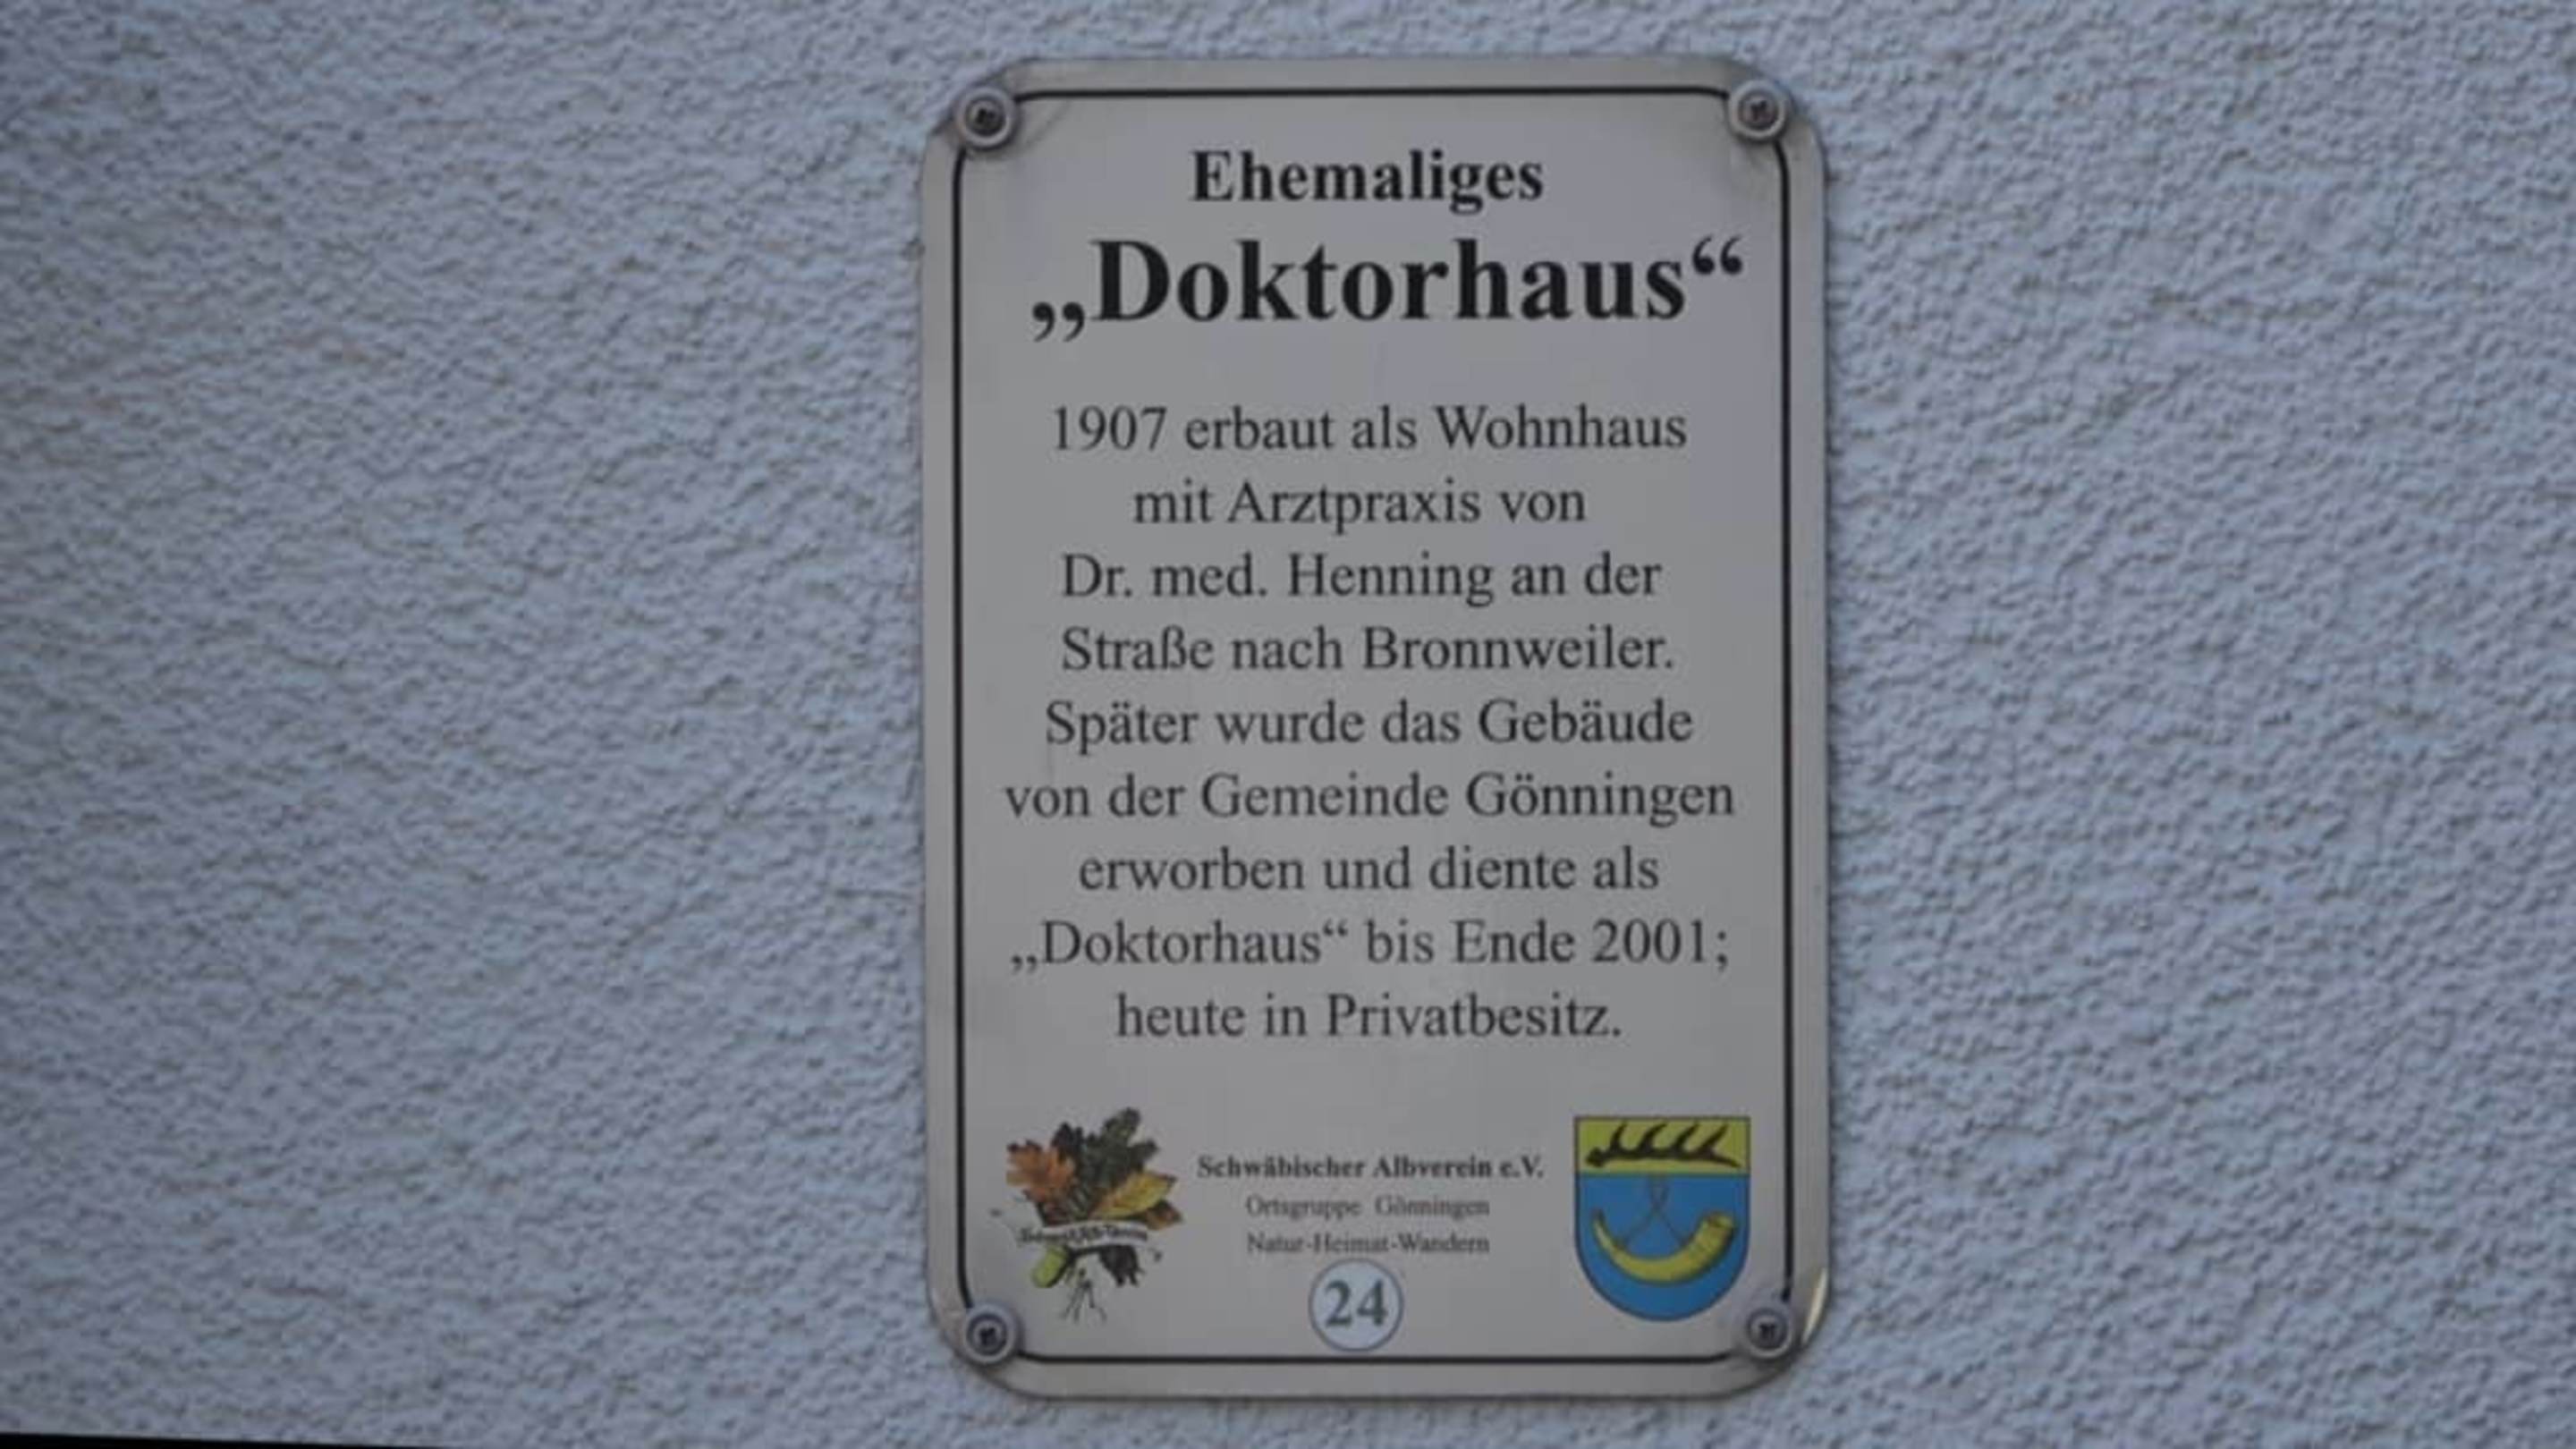 Ehemaliges
„Doktorhaus“
1907 erbaut als Wohnhaus
mit Arztpraxis von
Dr. med. Henning an der
Straße nach Bronnweiler.
Später wurde das Gebäude
von der Gemeinde Gönningen
erworben und diente als
„Doktorhaus“ bis Ende 2001;
heute in Privatbesitz.
Schwäbischer Albverein e.V.
Ortsgruppe Gönningen
Natur-Heimat-Wandern
24